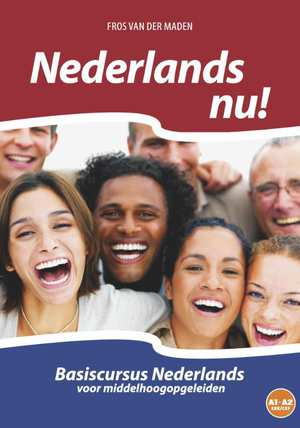 FROS VAN DER MADEN
Nederlands
nu!
Basiscursus Nederlands
voor middelhoogopgeleiden
A1-A2
ERK/CEF